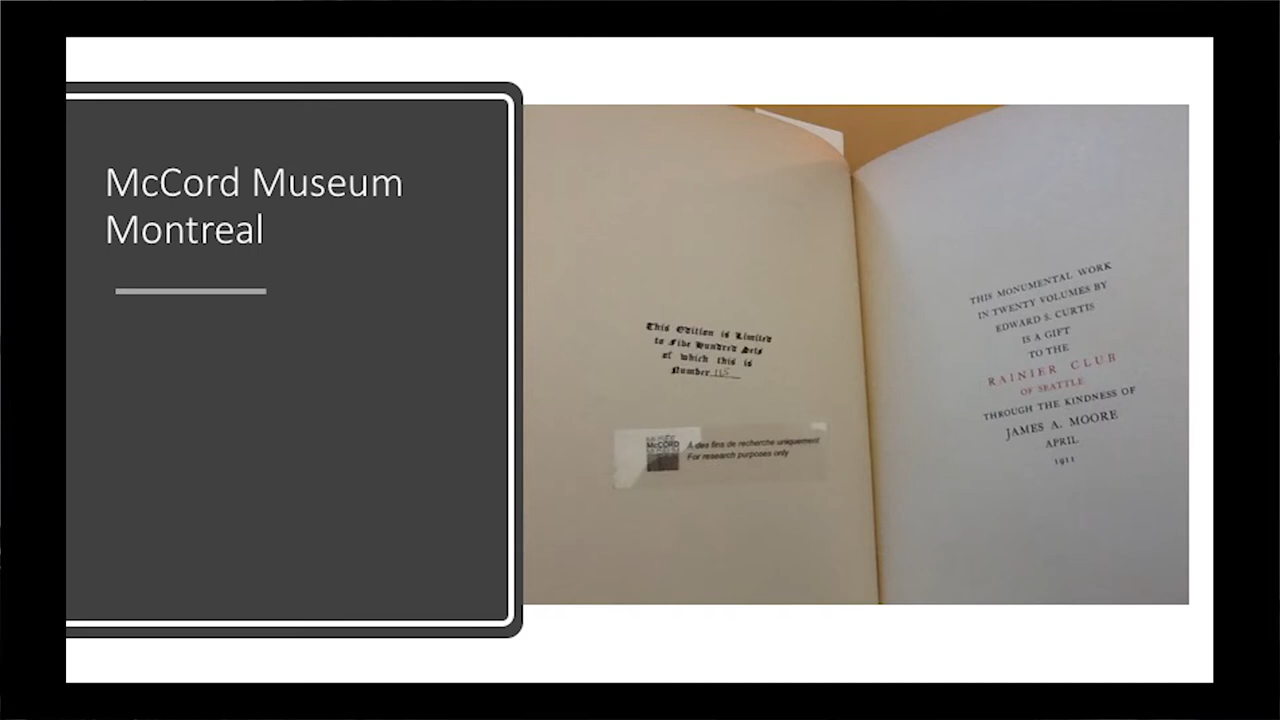 McCord Museum
Montreal
This Edition is Limited
to Five Hundred Sets
of which this is
Number 115
McCORD
À des fins de recherche uniquement
For research purposes only
THIS MONUMENTAL WORK
IN TWENTY VOLUMES BY
EDWARD S. CURTIS
IS A GIFT
TO THE
RAINIER CLUB
OF SEATTLE
THROUGH THE KINDNESS OF
JAMES A. MOORE
APRIL
1911